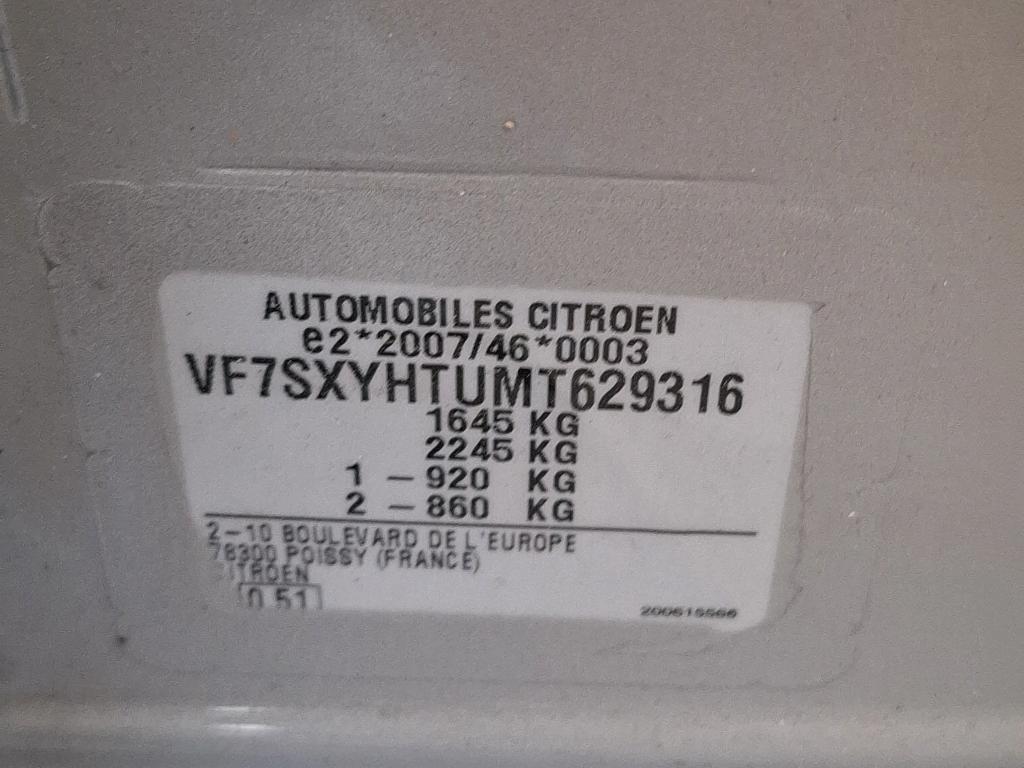 AUTOMOBILES CITROEN
e2*2007/46*0003
VF7SXYHTUMT629316
1645 KG
2245 KG
1 – 920 KG
2 – 860 KG
2–10 BOULEVARD DE L'EUROPE
78300 POISSY (FRANCE)
CITROEN
0.51
200615566